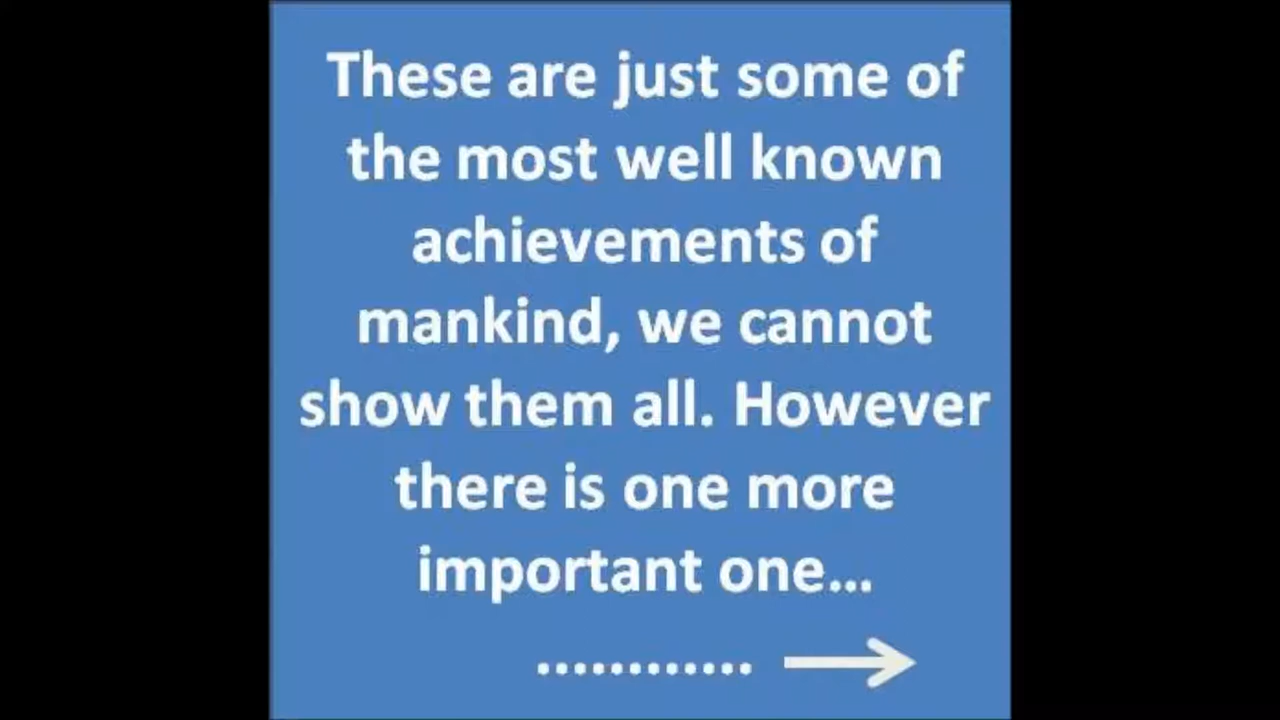 These are just some of
the most well known
achievements of
mankind, we cannot
show them all. However
there is one more
important one...
............